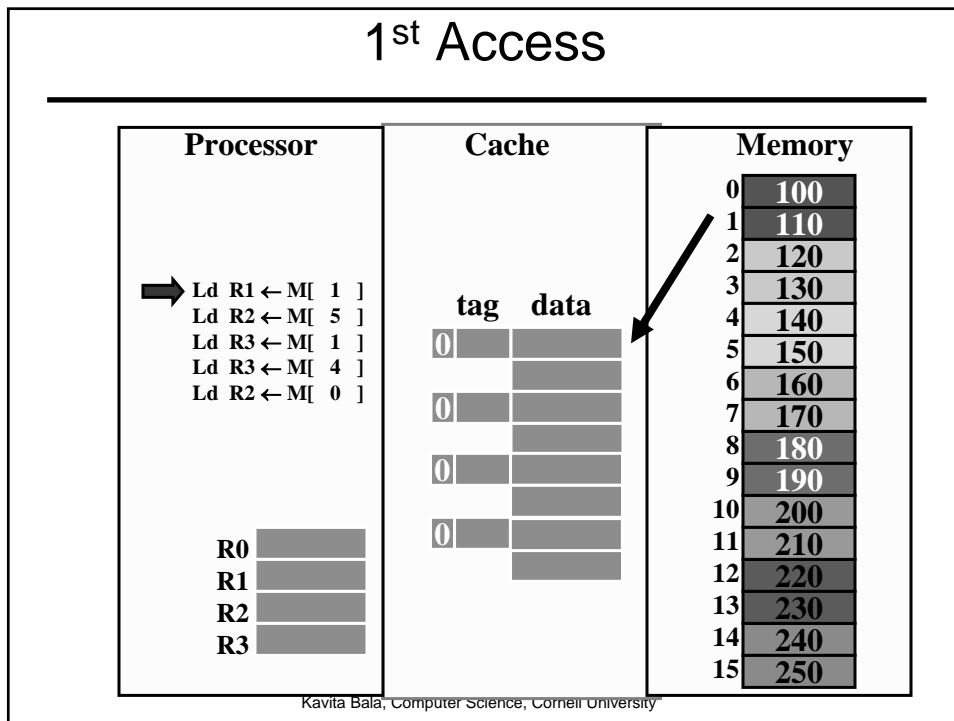 1st Access
Processor
Ld R1 ← M[ 1 ]
Ld R2 ← M[ 5 ]
Ld R3 ← M[ 1 ]
Ld R3 ← M[ 4 ]
Ld R2 ← M[ 0 ]
R0
R1
R2
R3
Cache
tag data
0
0
0
0
Memory
0 100
1 110
2 120
3 130
4 140
5 150
6 160
7 170
8 180
9 190
10 200
11 210
12 220
13 230
14 240
15 250
Kavita Bala, Computer Science, Cornell University